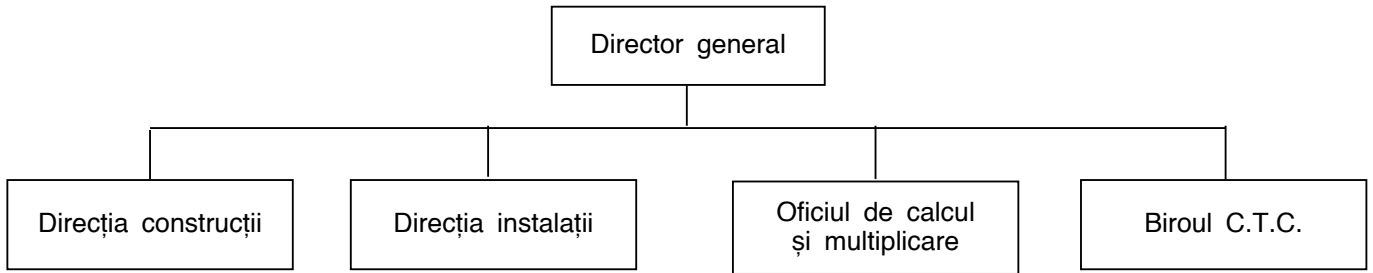 Director general
Direcția construcții
Direcția instalații
Oficiul de calcul
și multiplicare
Biroul C.T.C.